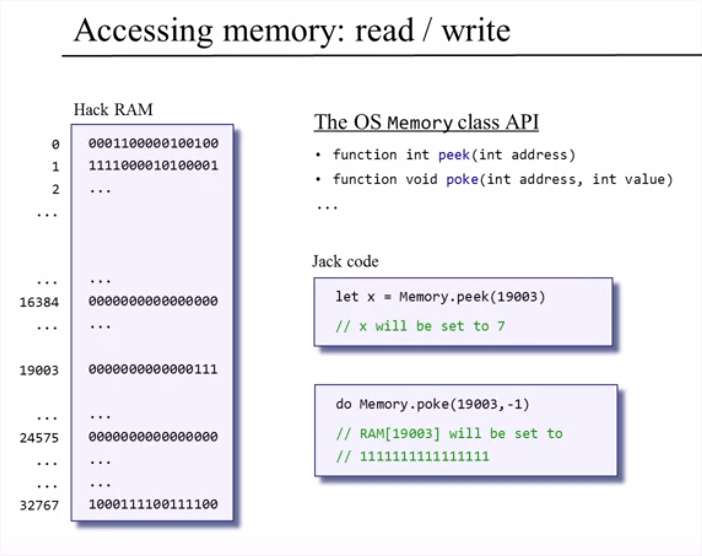 Accessing memory: read / write
Hack RAM
0 0001100000100100
1 1111000010100001
2 ...
...
... ...
16384 0000000000000000
... ...
19003 0000000000000111
... ...
24575 0000000000000000
... ...
... ...
32767 1000111100111100
The OS Memory class API
• function int peek(int address)
• function void poke(int address, int value)
...
Jack code
let x = Memory.peek(19003)
// x will be set to 7
do Memory.poke(19003,-1)
// RAM[19003] will be set to
// 1111111111111111